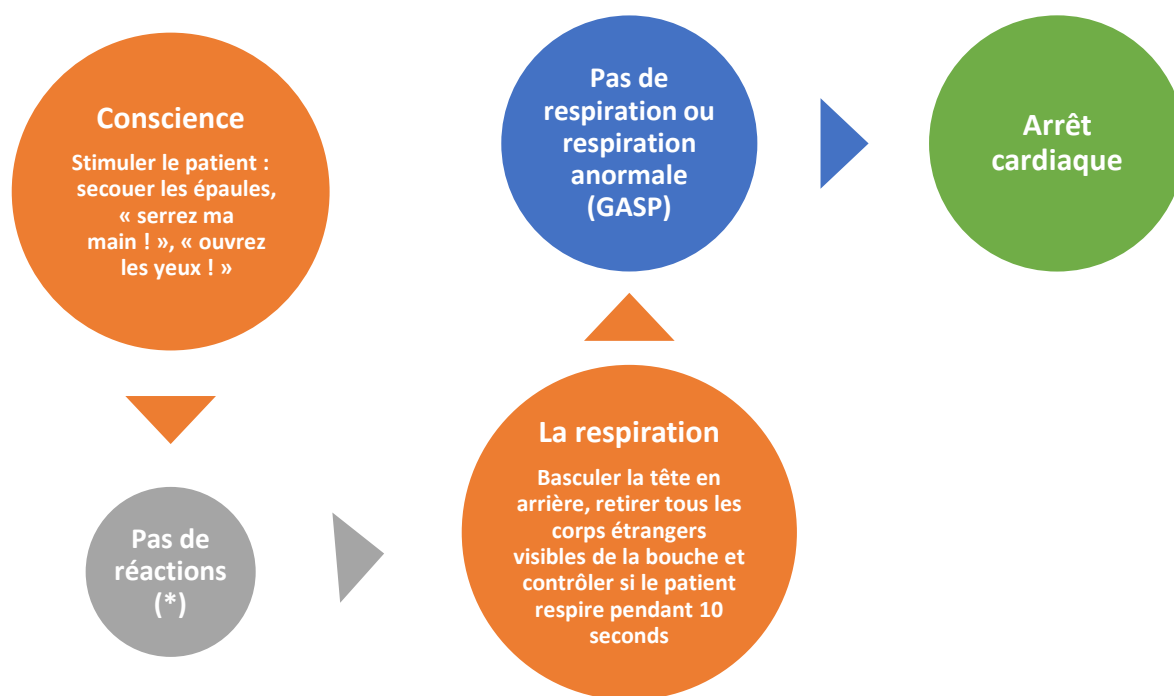 Conscience
Stimuler le patient :
secouer les épaules,
« serrez ma
main ! », « ouvrez
les yeux ! »
Pas de
réactions
(*)
La respiration
Basculer la tête en
arrière, retirer tous les
corps étrangers
visibles de la bouche et
contrôler si le patient
respire pendant 10
seconds
Pas de
respiration ou
respiration
anormale
(GASP)
Arrêt
cardiaque